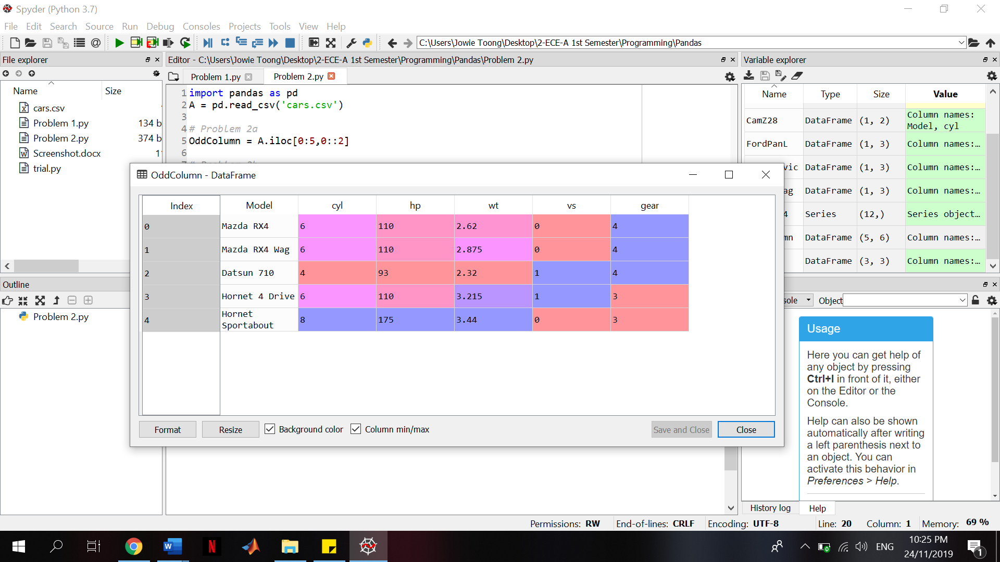 Spyder (Python 3.7)
File Edit Search Source Run Debug Consoles Projects Tools View Help
C:\Users\Jowie Toong\Desktop\2-ECE-A 1st Semester\Programming\Pandas
File explorer
Name Size
cars.csv
Problem 1.py 134 b
Problem 2.py 374 b
Screenshot.docx 1
trial.py
Outline
Problem 2.py
Editor - C:\Users\Jowie Toong\Desktop\2-ECE-A 1st Semester\Programming\Pandas\Problem 2.py
Problem 1.py Problem 2.py
1 import pandas as pd
2 A = pd.read_csv('cars.csv')
3
4 # Problem 2a
5 OddColumn = A.iloc[0:5,0::2]
6
Variable explorer
Name Type Size Value
CamZ28 DataFrame (1, 2) Column names:
Model, cyl
FordPanL DataFrame (1, 3) Column names:…
vic DataFrame (1, 3) Column names:…
ag DataFrame (1, 3) Column names:…
4 Series (12,) Series object…
mn DataFrame (5, 6) Column names:…
DataFrame (3, 3) Column names:…
OddColumn - DataFrame
Index Model cyl hp wt vs gear
0 Mazda RX4 6 110 2.62 0 4
1 Mazda RX4 Wag 6 110 2.875 0 4
2 Datsun 710 4 93 2.32 1 4
3 Hornet 4 Drive 6 110 3.215 1 3
4 Hornet
Sportabout 8 175 3.44 0 3
Format Resize Background color Column min/max Save and Close Close
sole Object
Usage
Here you can get help of
any object by pressing
Ctrl+I in front of it, either
on the Editor or the
Console.
Help can also be shown
automatically after writing
a left parenthesis next to
an object. You can
activate this behavior in
Preferences > Help.
History log Help
Permissions: RW End-of-lines: CRLF Encoding: UTF-8 Line: 20 Column: 1 Memory: 69 %
ENG
10:25 PM
24/11/2019
1